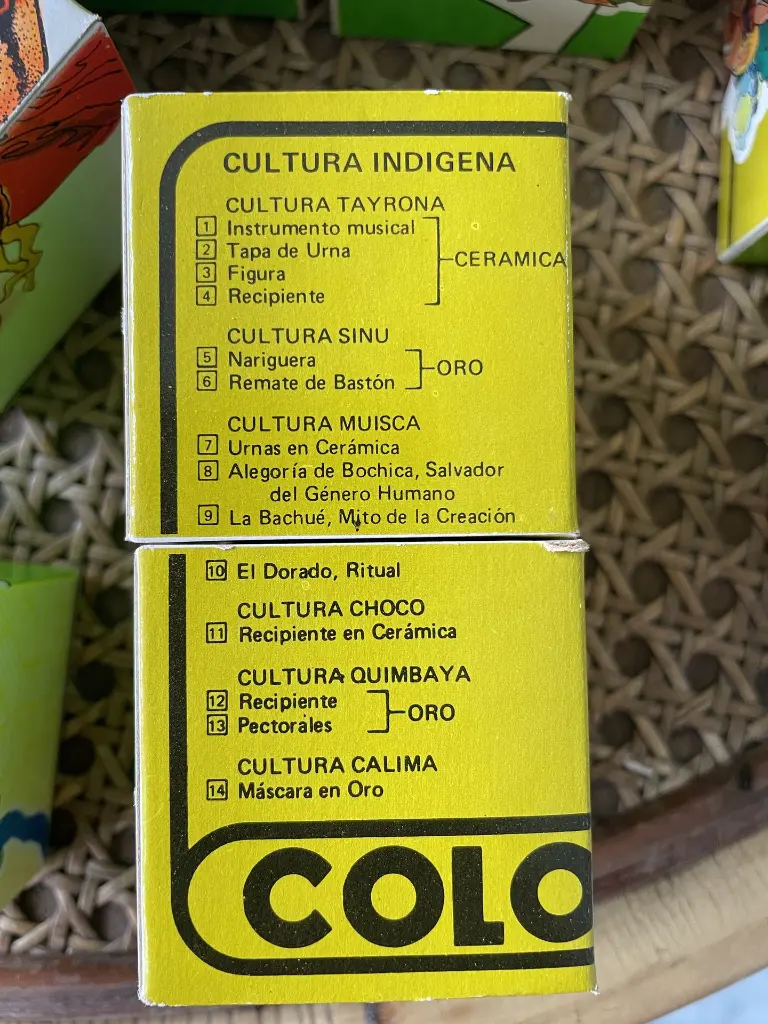 CULTURA INDIGENA
CULTURA TAYRONA
1 Instrumento musical
2 Tapa de Urna
3 Figura
4 Recipiente
CERAMICA
CULTURA SINU
5 Nariguera
6 Remate de Bastón
ORO
CULTURA MUISCA
7 Urnas en Cerámica
8 Alegoría de Bochica, Salvador
del Género Humano
9 La Bachué, Mito de la Creación
10 El Dorado, Ritual
CULTURA CHOCO
11 Recipiente en Cerámica
CULTURA QUIMBAYA
12 Recipiente
13 Pectorales
ORO
CULTURA CALIMA
14 Máscara en Oro
COLO